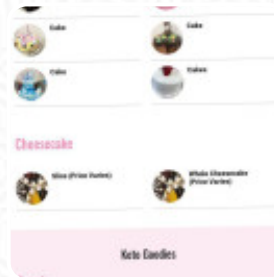 Cake
Cake
Cake
Cakes
Cheesecake
Slice (Price Varies)
Whole Cheesecake
(Price Varies)
Keto Goodies